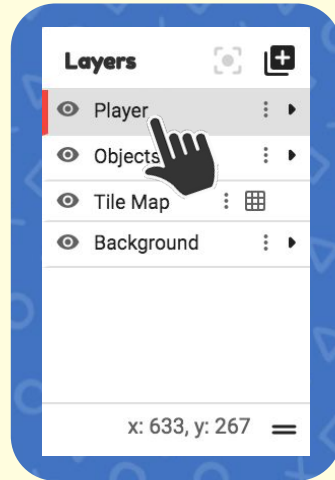 Layers
Player
Objects
Tile Map
Background
x: 633, y: 267